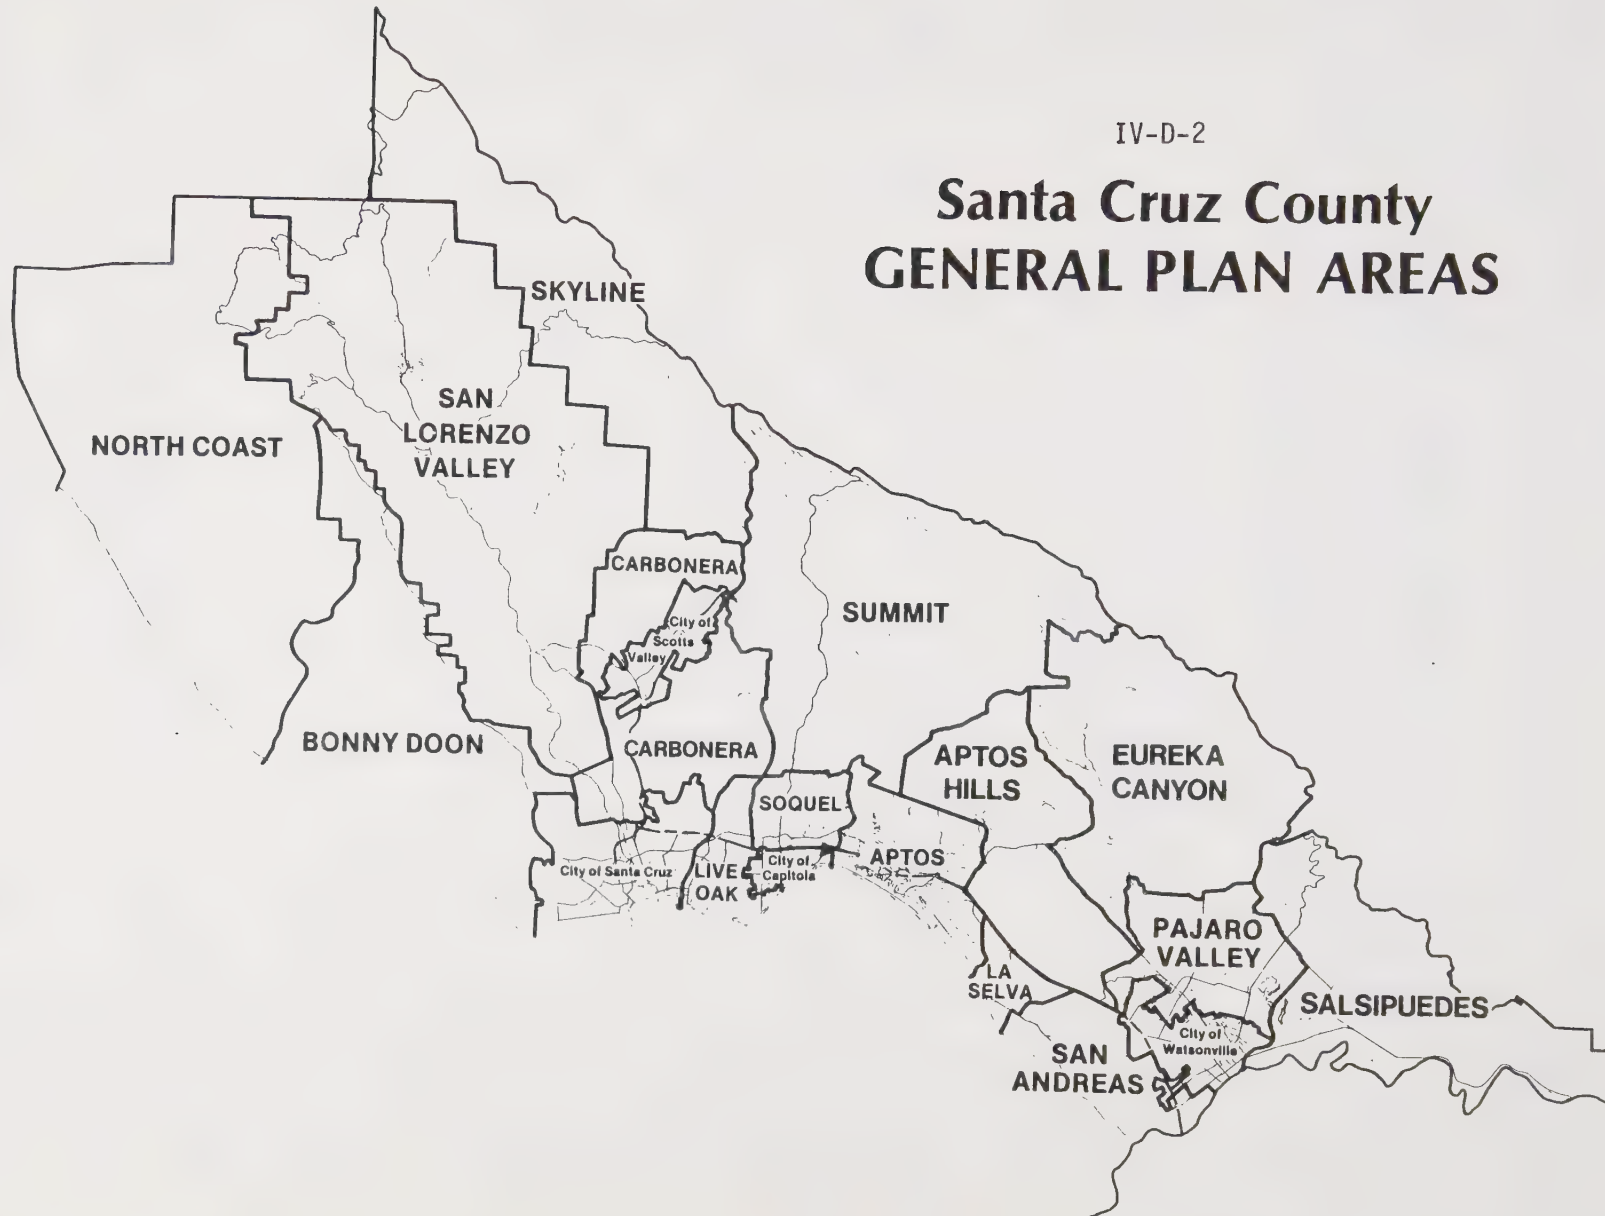 IV-D-2
Santa Cruz County
GENERAL PLAN AREAS
SKYLINE
SAN
LORENZO
VALLEY
NORTH COAST
CARBONERA
City of
Scotts
Valley
SUMMIT
BONNY DOON
CARBONERA
APTOS
HILLS
EUREKA
CANYON
SOQUEL
City of Santa Cruz
LIVE
OAK
City of
Capitola
APTOS
PAJARO
VALLEY
LA
SELVA
SALSIPUEDES
City of
Watsonville
SAN
ANDREAS